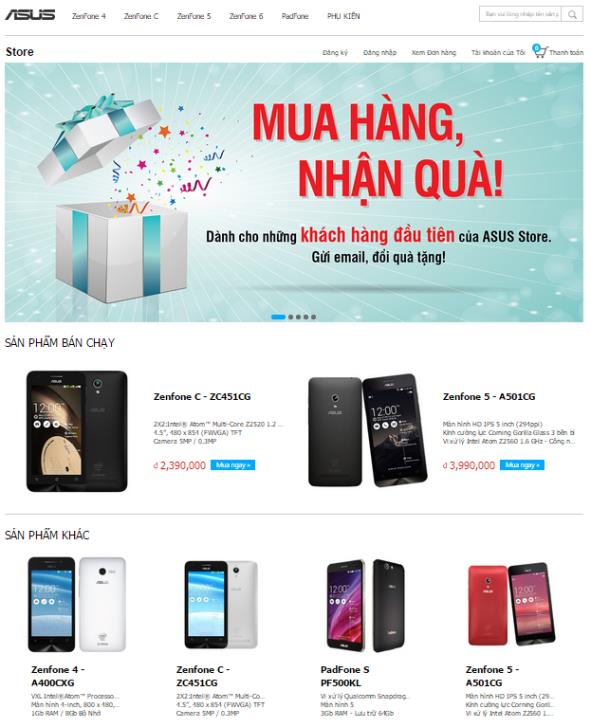 ASUS ZenFone 4 ZenFone C ZenFone 5 ZenFone 6 PadFone PHỤ KIỆN
Store Đăng ký Đăng nhập Xem Đơn hàng Tài khoản của Tôi 0 Thanh toán
MUA HÀNG,
NHẬN QUÀ!
Dành cho những khách hàng đầu tiên của ASUS Store.
Gửi email, đổi quà tặng!
SẢN PHẨM BÁN CHẠY
Zenfone C - ZC451CG
2X2:Intel® Atom™ Multi-Core Z2520 1.2 ...
4.5", 480 x 854 (FWVGA) TFT
Camera 5MP / 0.3MP
đ 2,390,000 Mua ngay »
Zenfone 5 - A501CG
Màn hình HD IPS 5 inch (294ppi)
Kính cường lực Corning Gorilla Glass 3 bền bỉ
Vi xử lý Intel Atom Z2560 1.6 GHz - Công n...
đ 3,990,000 Mua ngay »
SẢN PHẨM KHÁC
Zenfone 4 -
A400CXG
VXL Intel®Atom™ Processo...
Màn hình 4-inch, 800 x 480,...
1Gb RAM / 8Gb Bộ Nhớ
Zenfone C -
ZC451CG
2X2:Intel® Atom™ Multi-Co...
4.5", 480 x 854 (FWVGA) TFT
Camera 5MP / 0.3MP
PadFone S
PF500KL
Vi xử lý Qualcomm Snapdrag...
Màn hình 5
3Gb RAM - Lưu trữ 64Gb
Zenfone 5 -
A501CG
Màn hình HD IPS 5 inch (29...
Kính cường lực Corning Goril...
Vi xử lý Intel Atom Z2560 1...